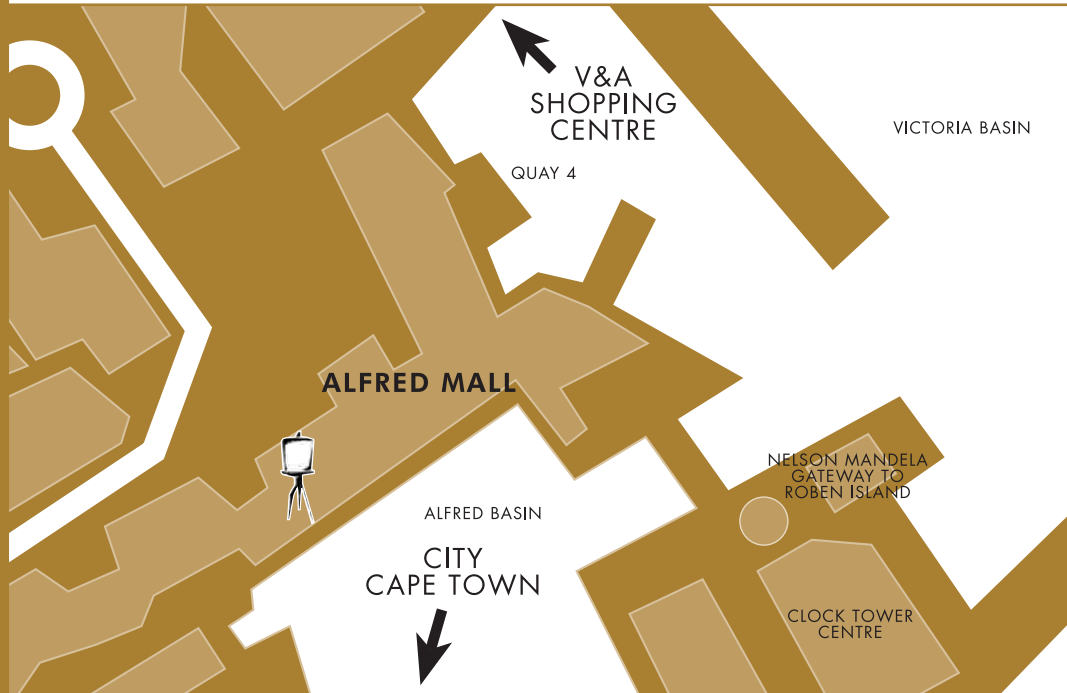 V&A
SHOPPING
CENTRE
VICTORIA BASIN
QUAY 4
ALFRED MALL
NELSON MANDELA
GATEWAY TO
ROBEN ISLAND
ALFRED BASIN
CITY
CAPE TOWN
CLOCK TOWER
CENTRE